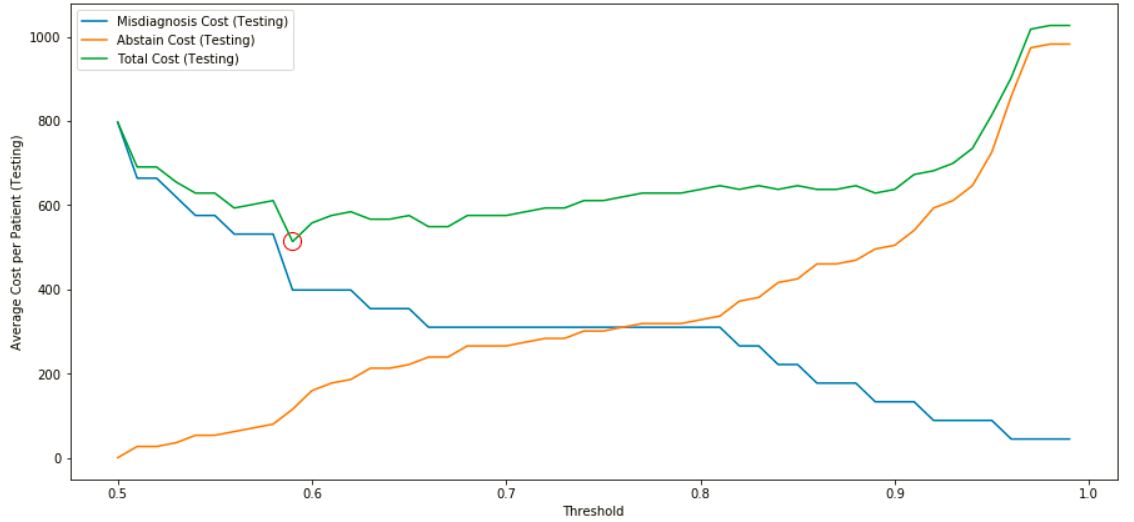 Misdiagnosis Cost (Testing)
Abstain Cost (Testing)
Total Cost (Testing)
Average Cost per Patient (Testing)
1000
800
600
400
200
0
0.5 0.6 0.7 0.8 0.9 1.0
Threshold